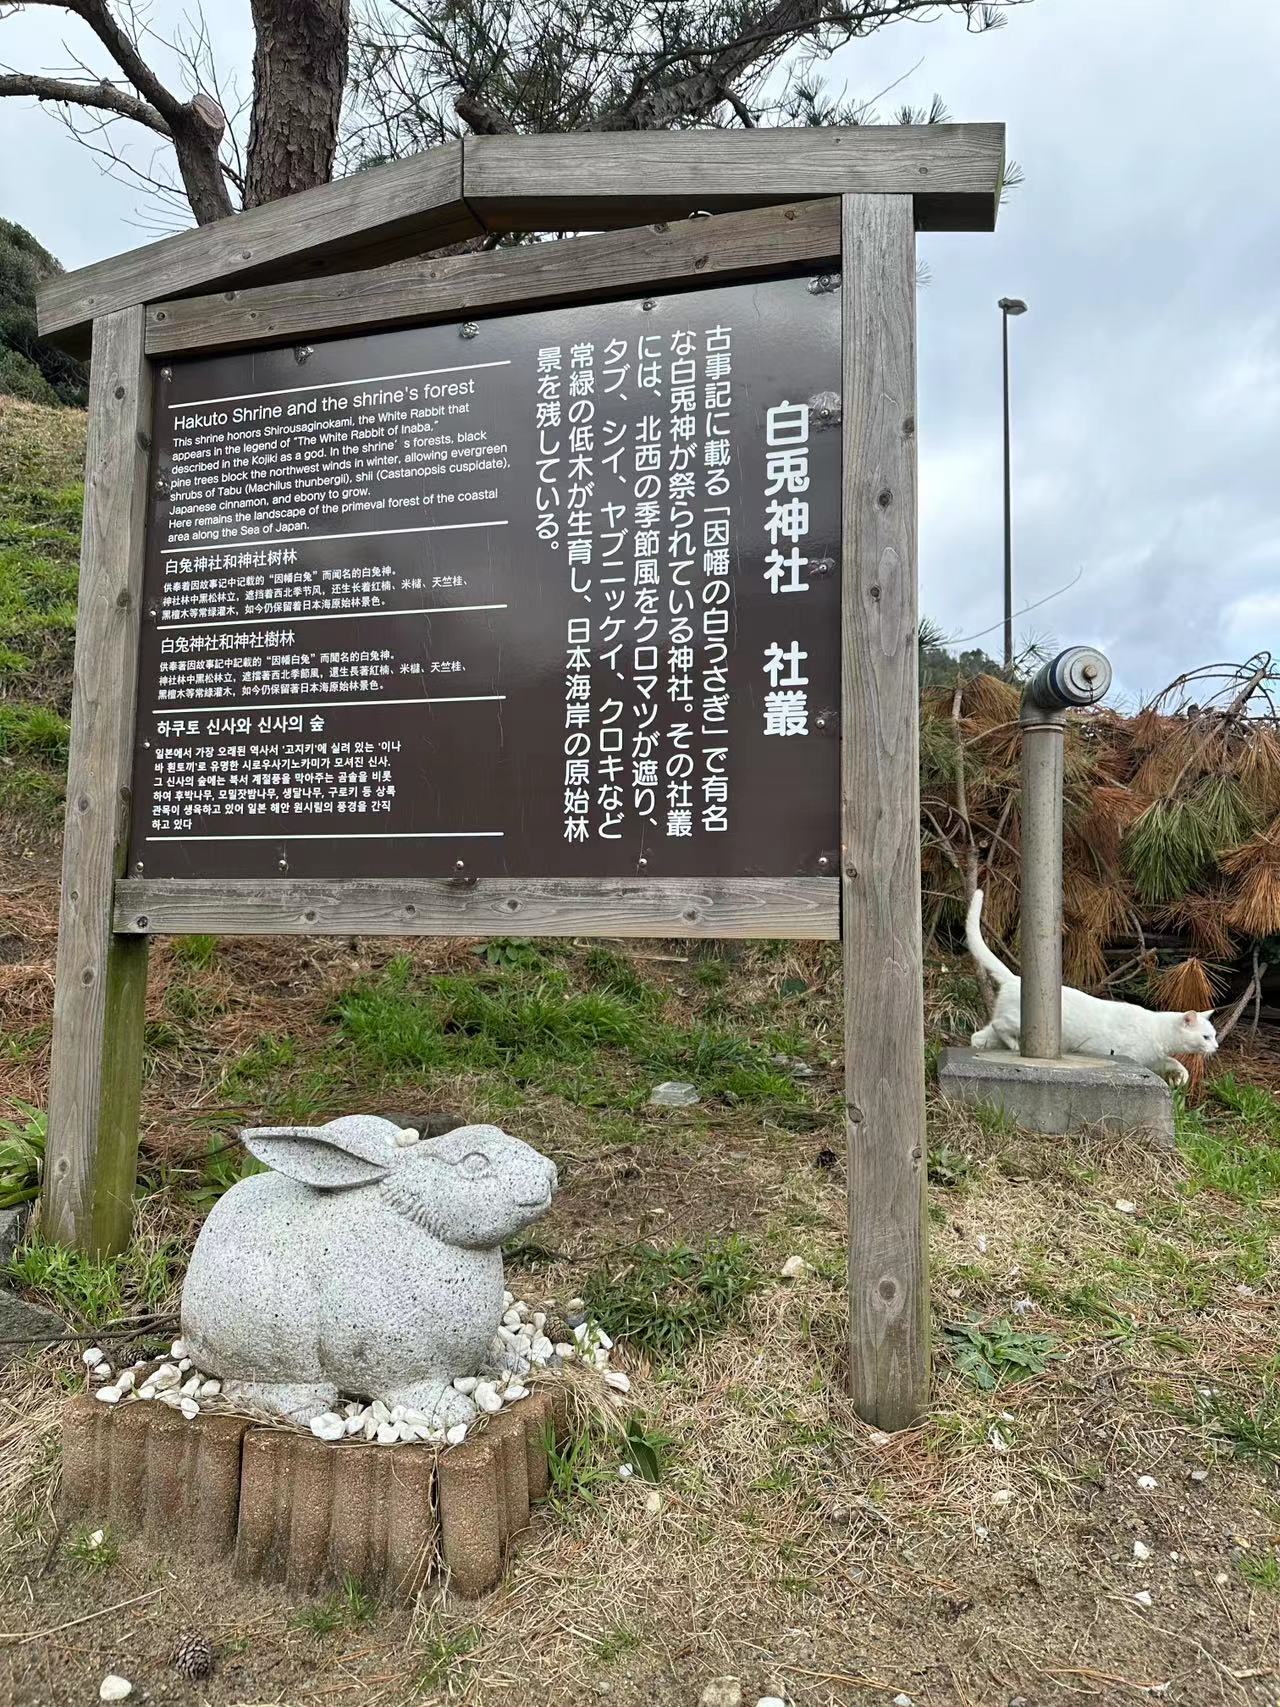 白兎神社　社叢
古事記に載る「因幡の白うさぎ」で有名
な白兎神が祭られている神社。その社叢
には、北西の季節風をクロマツが遮り、
タブ、シイ、ヤブニッケイ、クロキなど
常緑の低木が生育し、日本海岸の原始林
景を残している。
Hakuto Shrine and the shrine's forest
This shrine honors Shirousaginokami, the White Rabbit that
appears in the legend of "The White Rabbit of Inaba,"
described in the Kojiki as a god. In the shrine's forests, black
pine trees block the northwest winds in winter, allowing evergreen
shrubs of Tabu (Machilus thunbergii), shii (Castanopsis cuspidate),
Japanese cinnamon, and ebony to grow.
Here remains the landscape of the primeval forest of the coastal
area along the Sea of Japan.
白兔神社和神社树林
供奉着因故事记中记载的“因幡白兔”而闻名的白兔神。
神社林中黑松林立，遮挡着西北季节风，还生长着红楠、米槠、天竺桂、
黑檀木等常绿灌木，如今仍保留着日本海原始林景色。
白兔神社和神社樹林
供奉著因故事記中記載的“因幡白兔”而聞名的白兔神。
神社林中黑松林立，遮擋著西北季節風，還生長著紅楠、米櫧、天竺桂、
黑檀木等常綠灌木，如今仍保留著日本海原始林景色。
하쿠토 신사와 신사의 숲
일본에서 가장 오래된 역사서 '고지키'에 실려 있는 '이나
바 흰토끼'로 유명한 시로우사기노카미가 모셔진 신사.
그 신사의 숲에는 북서 계절풍을 막아주는 곰솔을 비롯
하여 후박나무, 모밀잣밤나무, 생달나무, 구로키 등 상록
관목이 생육하고 있어 일본 해안 원시림의 풍경을 간직
하고 있다